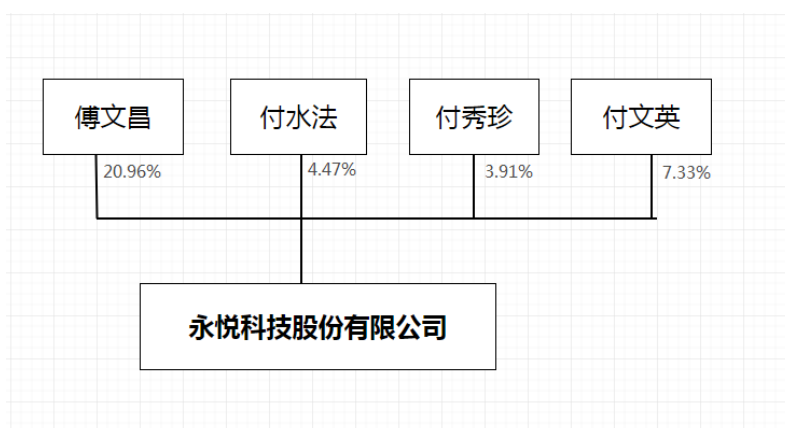 傅文昌
付水法
付秀珍
付文英
20.96%
4.47%
3.91%
7.33%
永悦科技股份有限公司